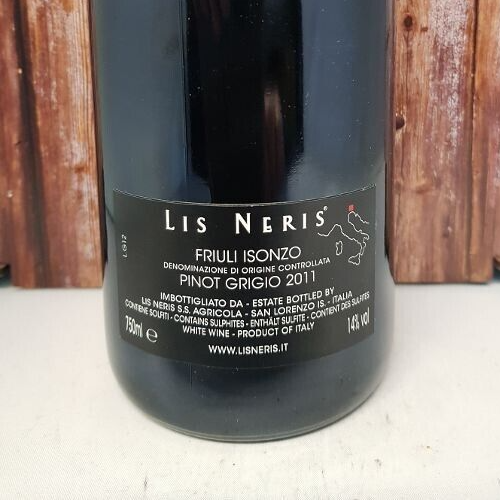 LIS NERIS®
FRIULI ISONZO
DENOMINAZIONE DI ORIGINE CONTROLLATA
PINOT GRIGIO 2011
IMBOTTIGLIATO DA - ESTATE BOTTLED BY
LIS NERIS S.S. AGRICOLA - SAN LORENZO IS. - ITALIA
CONTIENE SOLFITI - CONTAINS SULPHITES - ENTHÄLT SULFITE - CONTIENT DES SULFITES
750ml ℮ WHITE WINE - PRODUCT OF ITALY 14% vol
WWW.LISNERIS.IT